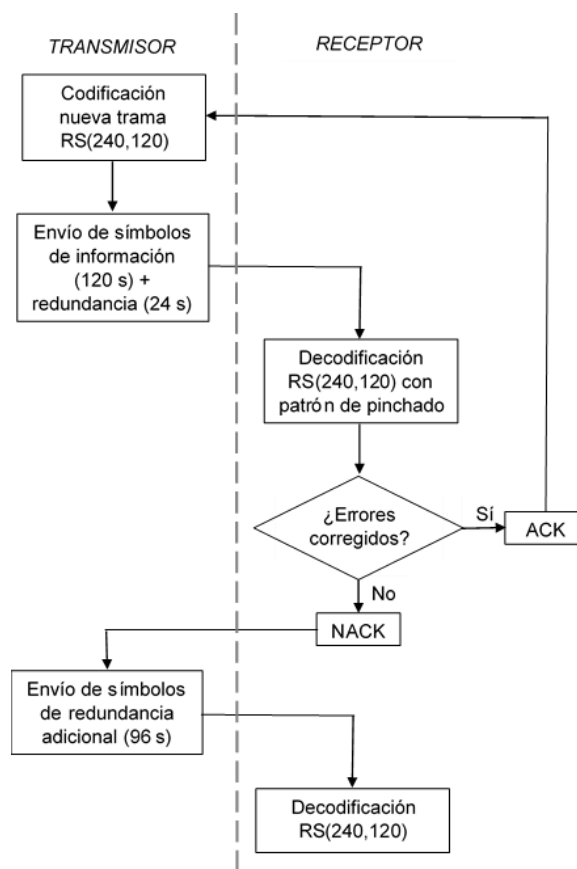 TRANSMISOR
RECEPTOR
Codificación
nueva trama
RS(240,120)
Envío de símbolos
de información
(120 s) +
redundancia (24 s)
Decodificación
RS(240,120) con
patrón de pinchado
¿Errores
corregidos?
Sí
ACK
No
NACK
Envío de símbolos
de redundancia
adicional (96 s)
Decodificación
RS(240,120)